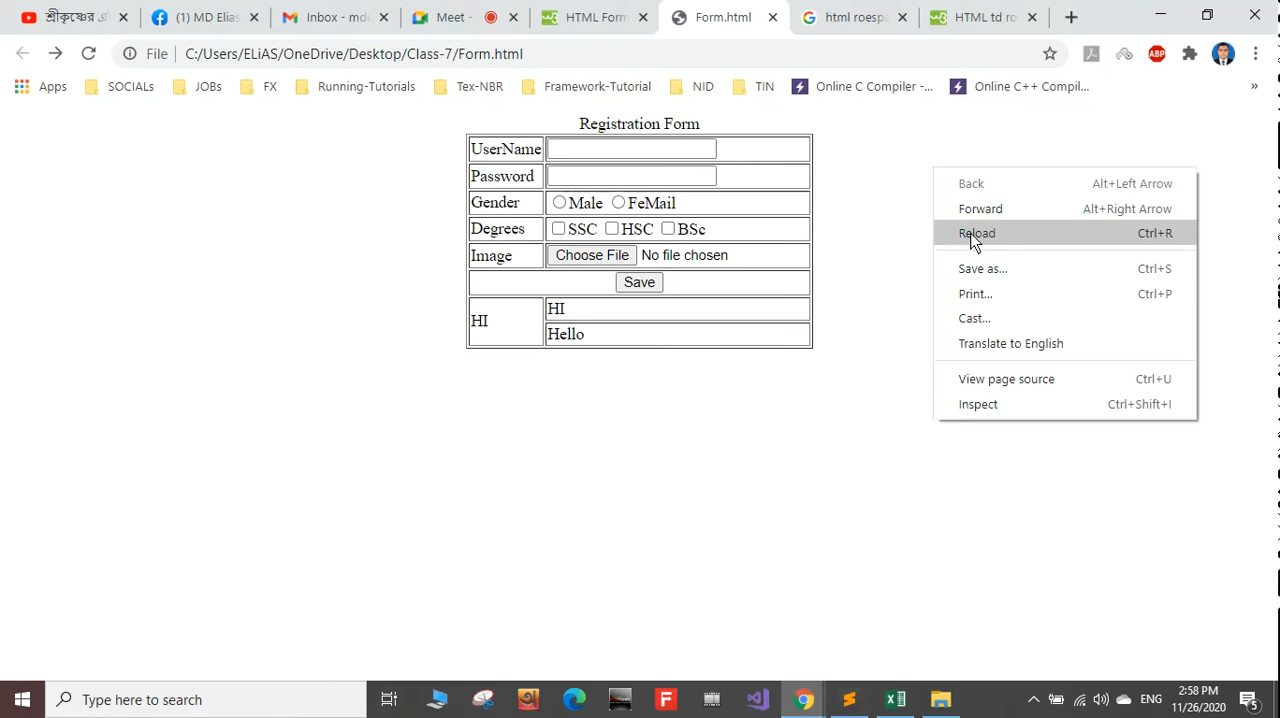 শ্রীকৃষ্ণের এ
(1) MD Elias
Inbox - mde
Meet -
HTML Form
Form.html
html roespa
HTML td ro
File
C:/Users/ELiAS/OneDrive/Desktop/Class-7/Form.html
ABP
Apps
SOCIALs
JOBs
FX
Running-Tutorials
Tex-NBR
Framework-Tutorial
NID
TIN
Online C Compiler -...
Online C++ Compi...
»
Registration Form
UserName
Password
Gender
Male
FeMail
Degrees
SSC
HSC
BSc
Image
Choose File
No file chosen
Save
HI
HI
Hello
Back
Alt+Left Arrow
Forward
Alt+Right Arrow
Reload
Ctrl+R
Save as...
Ctrl+S
Print...
Ctrl+P
Cast...
Translate to English
View page source
Ctrl+U
Inspect
Ctrl+Shift+I
Type here to search
ENG
2:58 PM
11/26/2020
5